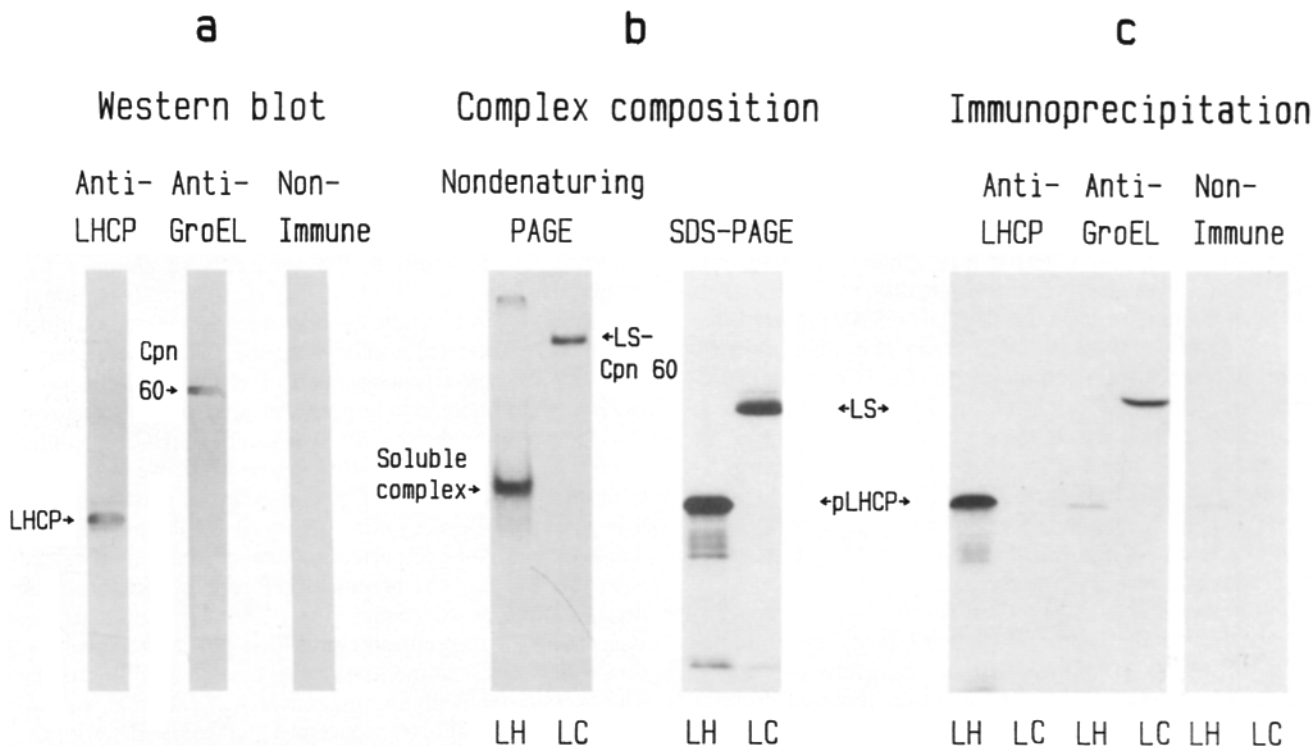 a
Western blot
Anti-LHCP
Anti-GroEL
Non-Immune
Cpn
60→
LHCP→
b
Complex composition
Nondenaturing
PAGE
SDS-PAGE
←LS-
Cpn 60
Soluble
complex→
LH LC
LH LC
c
Immunoprecipitation
Anti-LHCP
Anti-GroEL
Non-Immune
←LS→
←pLHCP→
LH LC LH LC LH LC